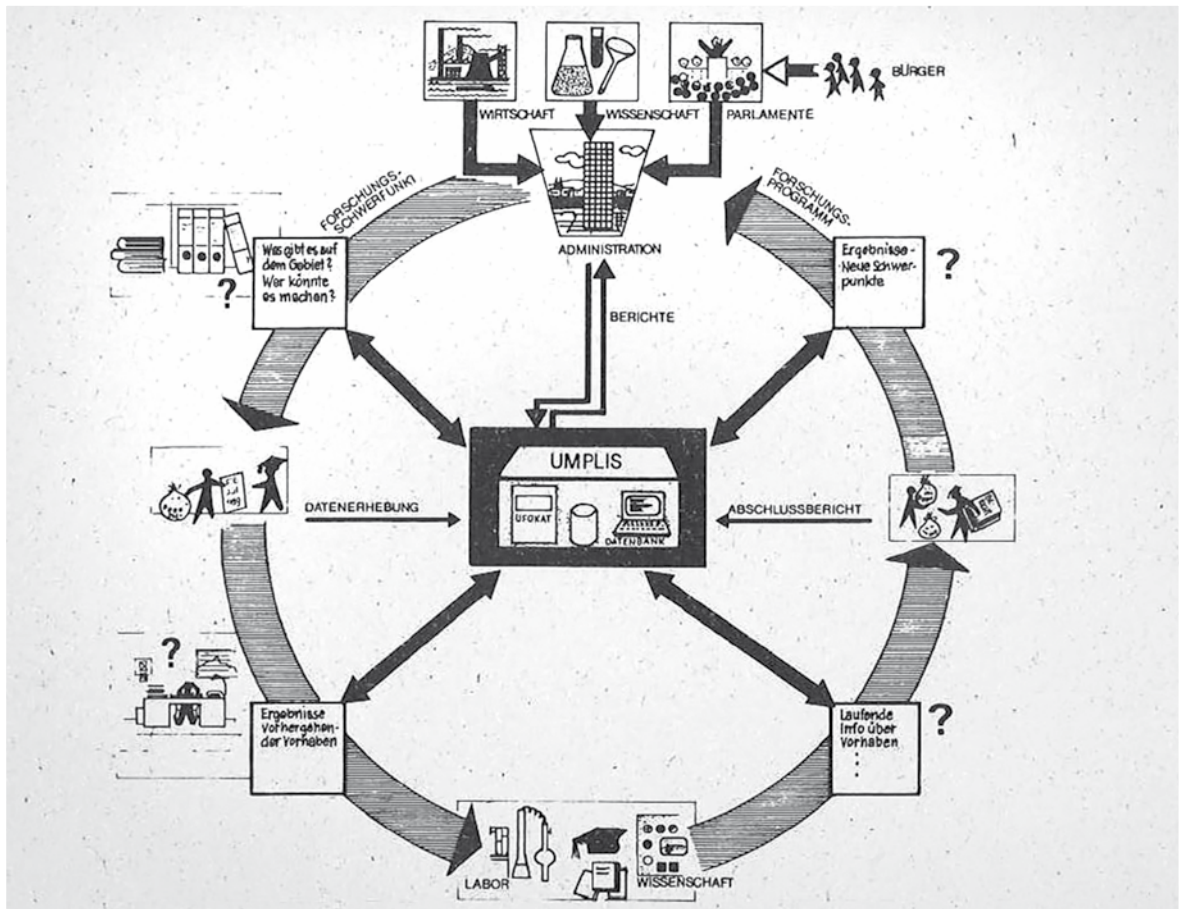 BÜRGER
WIRTSCHAFT
WISSENSCHAFT
PARLAMENTE
FORSCHUNGS-
SCHWERPUNKT
FORSCHUNGS-
PROGRAMM
ADMINISTRATION
Was gibt es auf
dem Gebiet?
Wer könnte
es machen?
?
Ergebnisse-
-Neue Schwer-
punkte
?
BERICHTE
UMPLIS
UFOKAT
DATENBANK
DATENERHEBUNG
ABSCHLUSSBERICHT
?
Ergebnisse
vorhergehen-
der Vorhaben
Laufende
Info über
Vorhaben
?
LABOR
WISSENSCHAFT